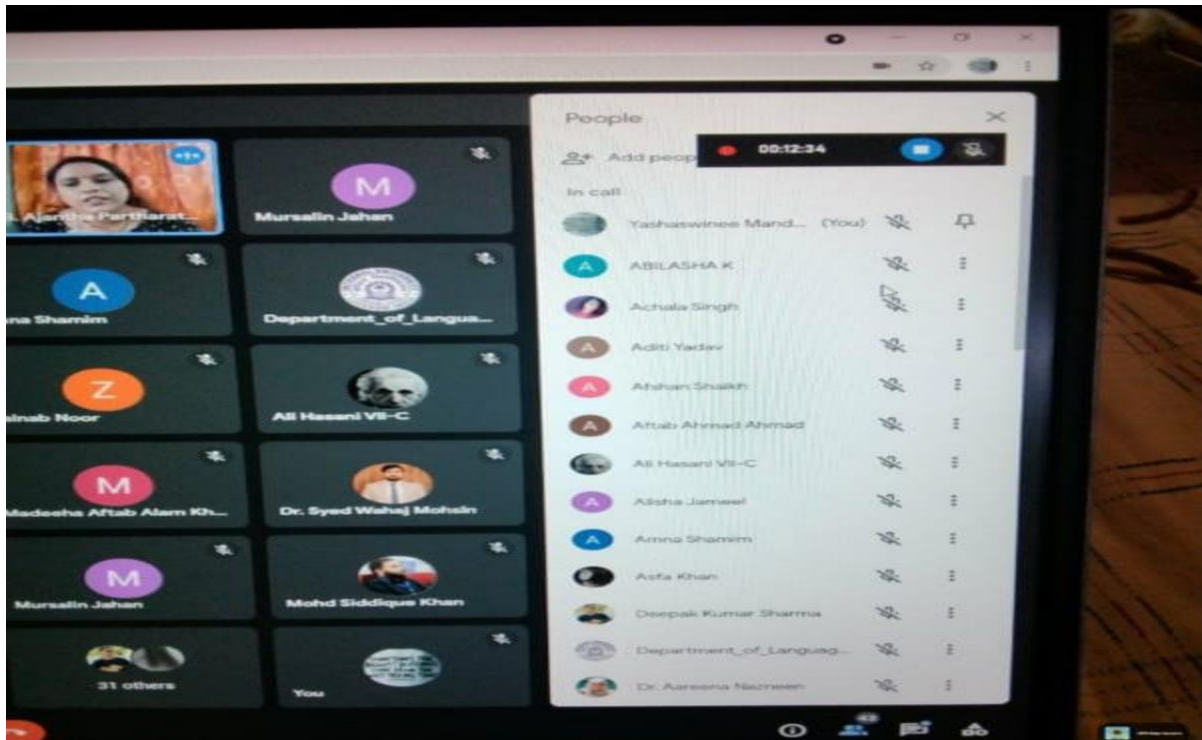 Ajantha Partharat...
Mursalin Jahan
na Shamim
Department_of_Langua...
ainab Noor
Ali Hasani VII-C
Madeeha Aftab Alam Kh...
Dr. Syed Wahaj Mohsin
Mursalin Jahan
Mohd Siddique Khan
31 others
You
A
Z
M
M
M
People
Add peop
00:12:34
In call
Yashaswinee Mand... (You)
A ABILASHA K
Achala Singh
A Aditi Yadav
A Afshan Shaikh
A Aftab Ahmad Ahmad
Ali Hasani VII-C
A Alisha Jameel
A Amna Shamim
Asfa Khan
Deepak Kumar Sharma
Department_of_Languag...
Dr. Aareena Nazneen
43